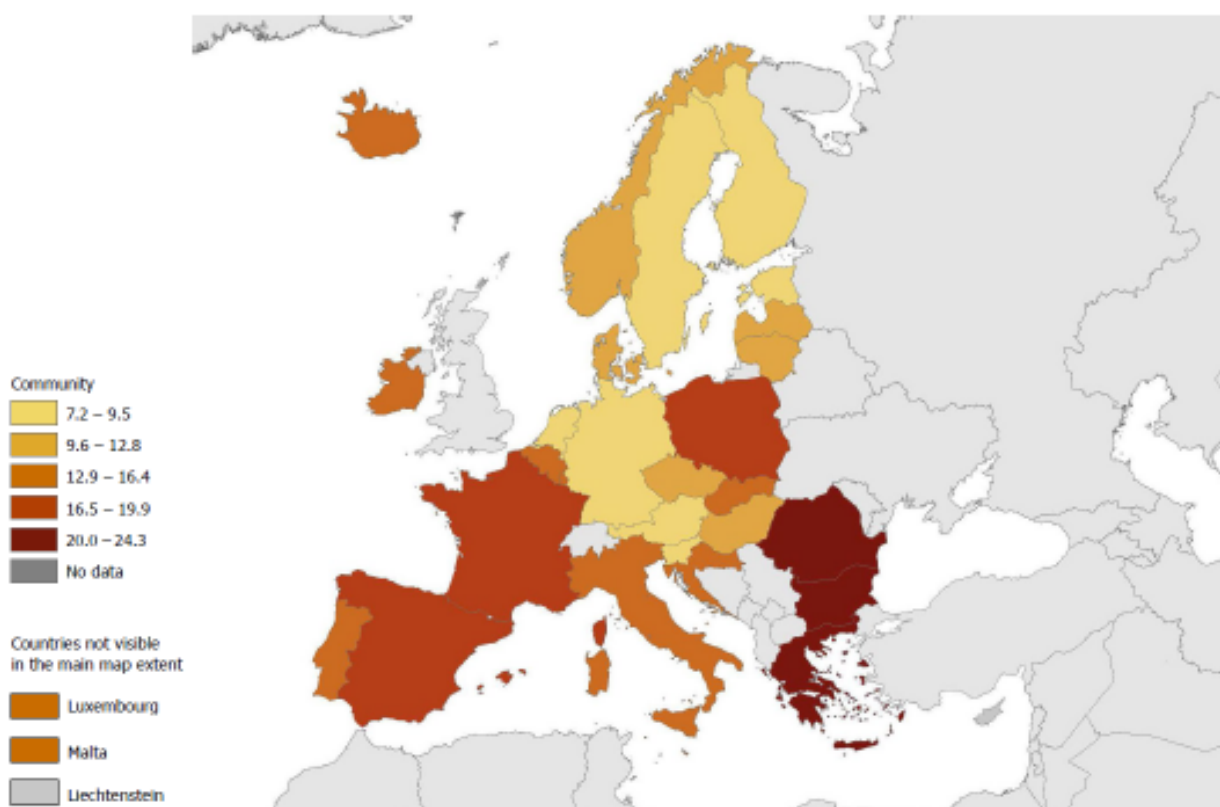 Community
7.2 – 9.5
9.6 – 12.8
12.9 – 16.4
16.5 – 19.9
20.0 –24.3
No data
Countries not visible
in the main map extent
Luxembourg
Malta
Liechtenstein